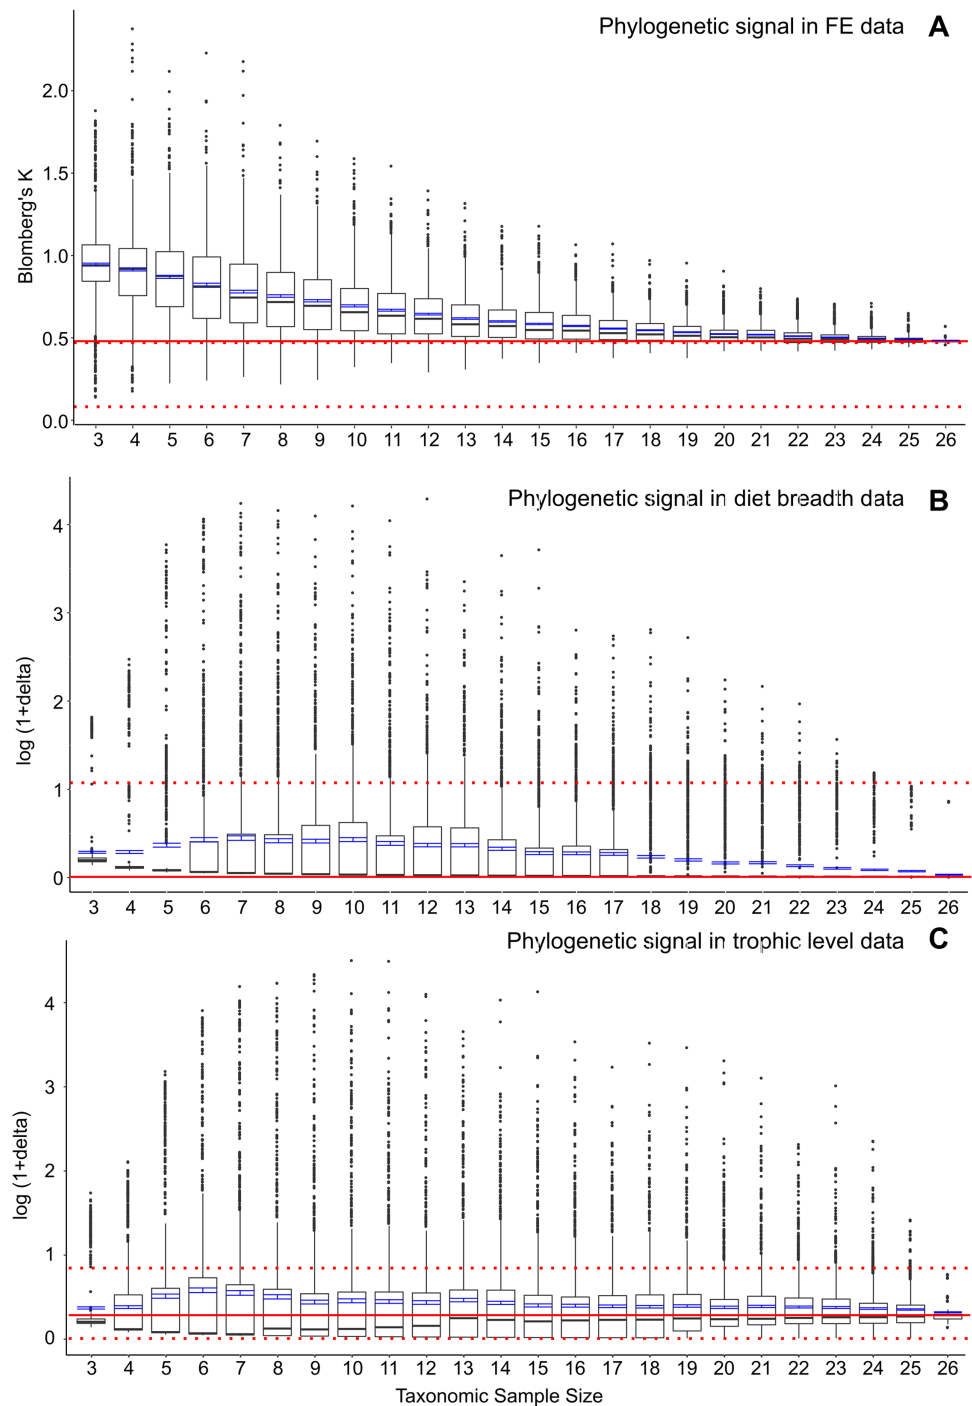 Phylogenetic signal in FE data A
Blomberg's K
2.0
1.5
1.0
0.5
0.0
3 4 5 6 7 8 9 10 11 12 13 14 15 16 17 18 19 20 21 22 23 24 25 26
Phylogenetic signal in diet breadth data B
log (1+delta)
4
3
2
1
0
3 4 5 6 7 8 9 10 11 12 13 14 15 16 17 18 19 20 21 22 23 24 25 26
Phylogenetic signal in trophic level data C
log (1+delta)
4
3
2
1
0
3 4 5 6 7 8 9 10 11 12 13 14 15 16 17 18 19 20 21 22 23 24 25 26
Taxonomic Sample Size